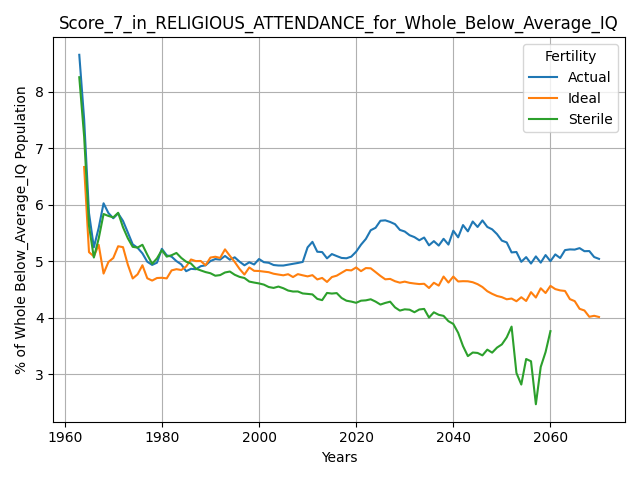 Score_7_in_RELIGIOUS_ATTENDANCE_for_Whole_Below_Average_IQ
Fertility
Actual
Ideal
Sterile
% of Whole Below_Average_IQ Population
8
7
6
5
4
3
1960
1980
2000
2020
2040
2060
Years